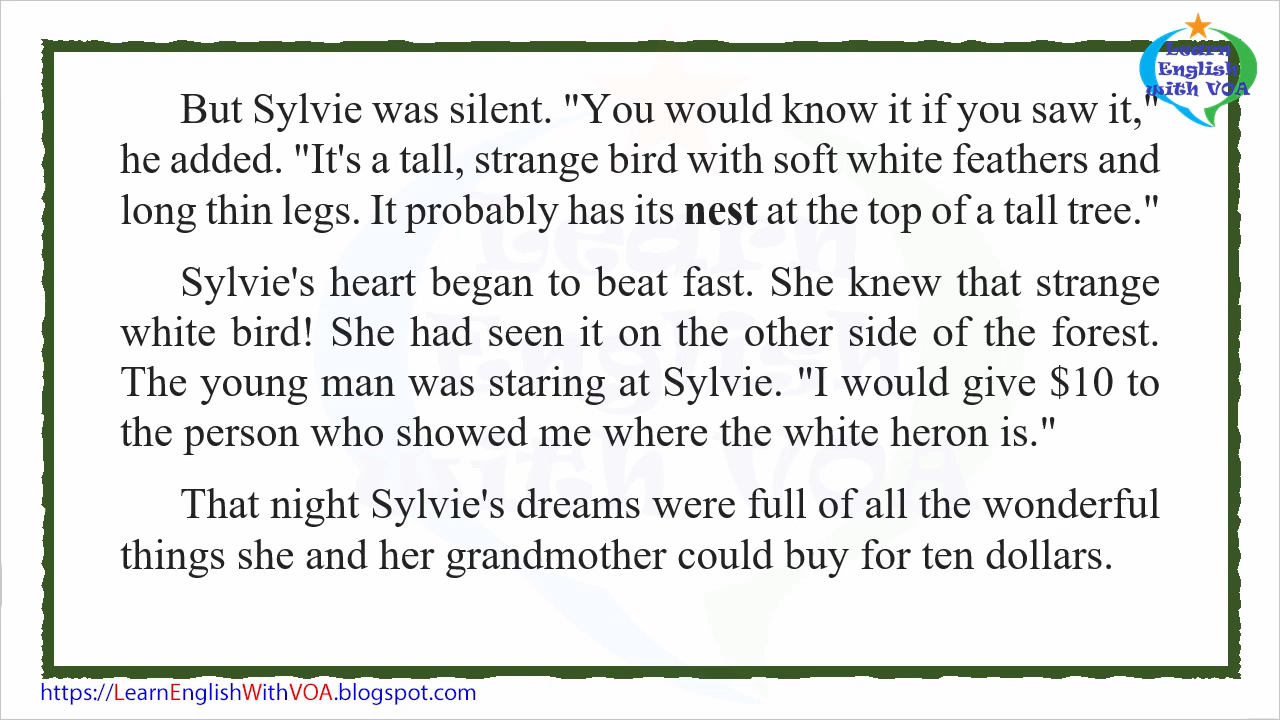 Learn
English
with VOA
But Sylvie was silent. "You would know it if you saw it,"
he added. "It's a tall, strange bird with soft white feathers and
long thin legs. It probably has its nest at the top of a tall tree."
Sylvie's heart began to beat fast. She knew that strange
white bird! She had seen it on the other side of the forest.
The young man was staring at Sylvie. "I would give $10 to
the person who showed me where the white heron is."
That night Sylvie's dreams were full of all the wonderful
things she and her grandmother could buy for ten dollars.
Learn
English
with VOA
https://LearnEnglishWithVOA.blogspot.com